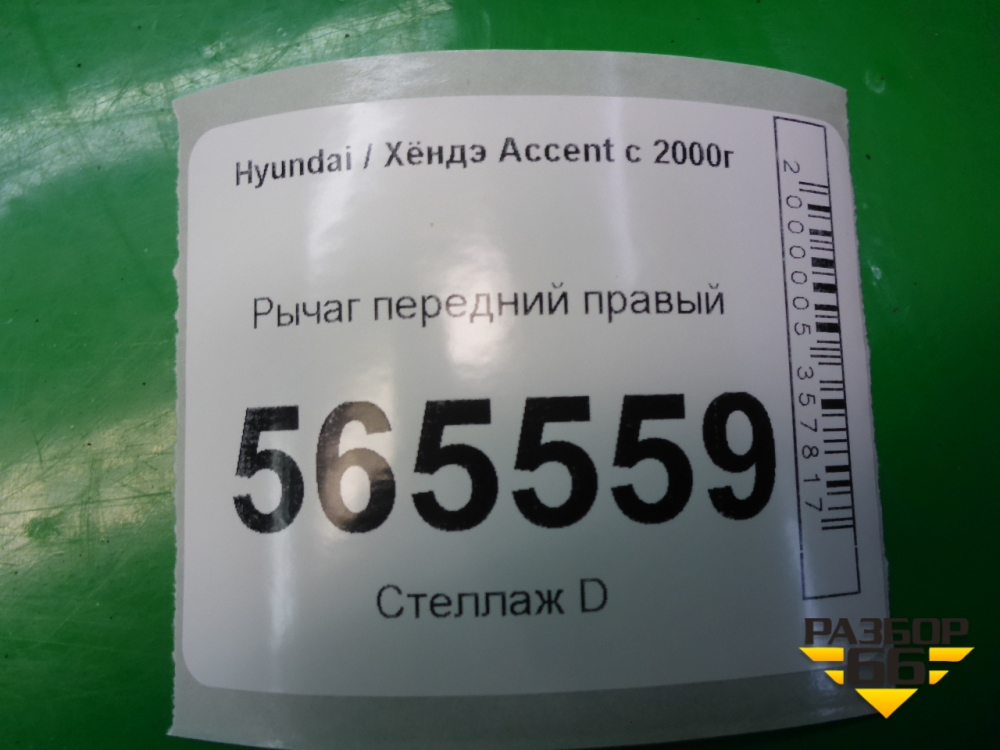 Hyundai / Хёндэ Accent с 2000г
Рычаг передний правый
565559
Стеллаж D
2000005357817
РАЗБОР
66